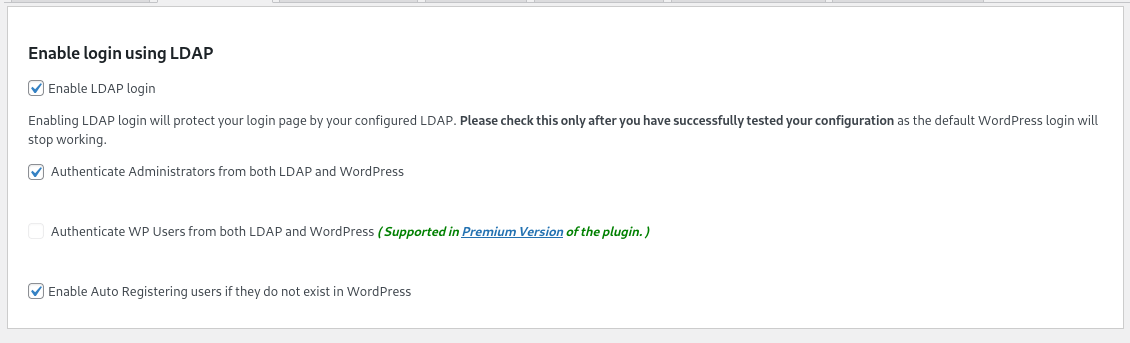 Enable login using LDAP
Enable LDAP login
Enabling LDAP login will protect your login page by your configured LDAP. Please check this only after you have successfully tested your configuration as the default WordPress login will
stop working.
Authenticate Administrators from both LDAP and WordPress
Authenticate WP Users from both LDAP and WordPress ( Supported in Premium Version of the plugin. )
Enable Auto Registering users if they do not exist in WordPress